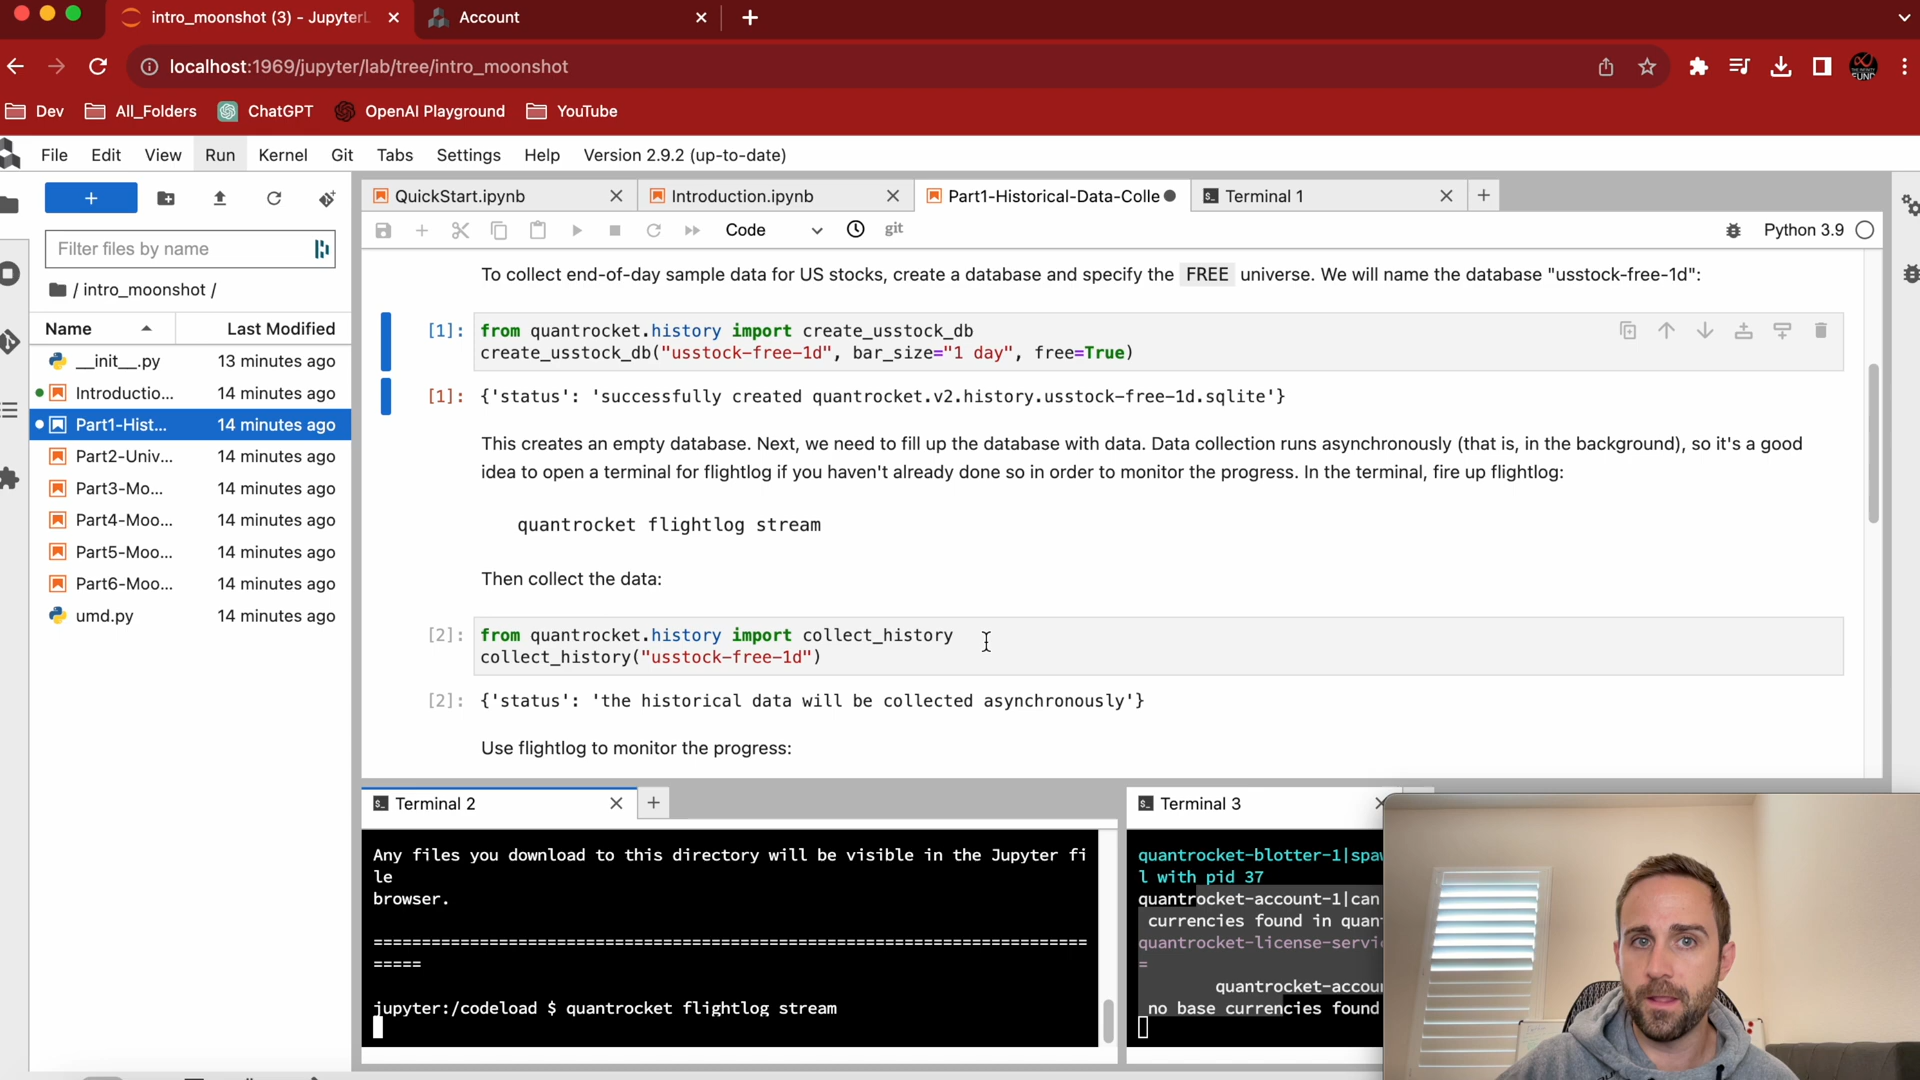 intro_moonshot (3) - JupyterL
Account
localhost:1969/jupyter/lab/tree/intro_moonshot
Dev
All_Folders
ChatGPT
OpenAI Playground
YouTube
File
Edit
View
Run
Kernel
Git
Tabs
Settings
Help
Version 2.9.2 (up-to-date)
QuickStart.ipynb
Introduction.ipynb
Part1-Historical-Data-Colle
Terminal 1
Code
git
Python 3.9
Filter files by name
/ intro_moonshot /
Name
Last Modified
__init__.py 13 minutes ago
Introductio... 14 minutes ago
Part1-Hist... 14 minutes ago
Part2-Univ... 14 minutes ago
Part3-Mo... 14 minutes ago
Part4-Moo... 14 minutes ago
Part5-Moo... 14 minutes ago
Part6-Moo... 14 minutes ago
umd.py 14 minutes ago
To collect end-of-day sample data for US stocks, create a database and specify the FREE universe. We will name the database "usstock-free-1d":
[1]: from quantrocket.history import create_usstock_db
create_usstock_db("usstock-free-1d", bar_size="1 day", free=True)
[1]: {'status': 'successfully created quantrocket.v2.history.usstock-free-1d.sqlite'}
This creates an empty database. Next, we need to fill up the database with data. Data collection runs asynchronously (that is, in the background), so it's a good
idea to open a terminal for flightlog if you haven't already done so in order to monitor the progress. In the terminal, fire up flightlog:
quantrocket flightlog stream
Then collect the data:
[2]: from quantrocket.history import collect_history
collect_history("usstock-free-1d")
[2]: {'status': 'the historical data will be collected asynchronously'}
Use flightlog to monitor the progress:
Terminal 2
Any files you download to this directory will be visible in the Jupyter fi
le
browser.
jupyter:/codeload $ quantrocket flightlog stream
Terminal 3
quantrocket-blotter-1|spa
l with pid 37
quantrocket-account-1|can
currencies found in quan
quantrocket-license-servi
=
quantrocket-accou
no base currencies found